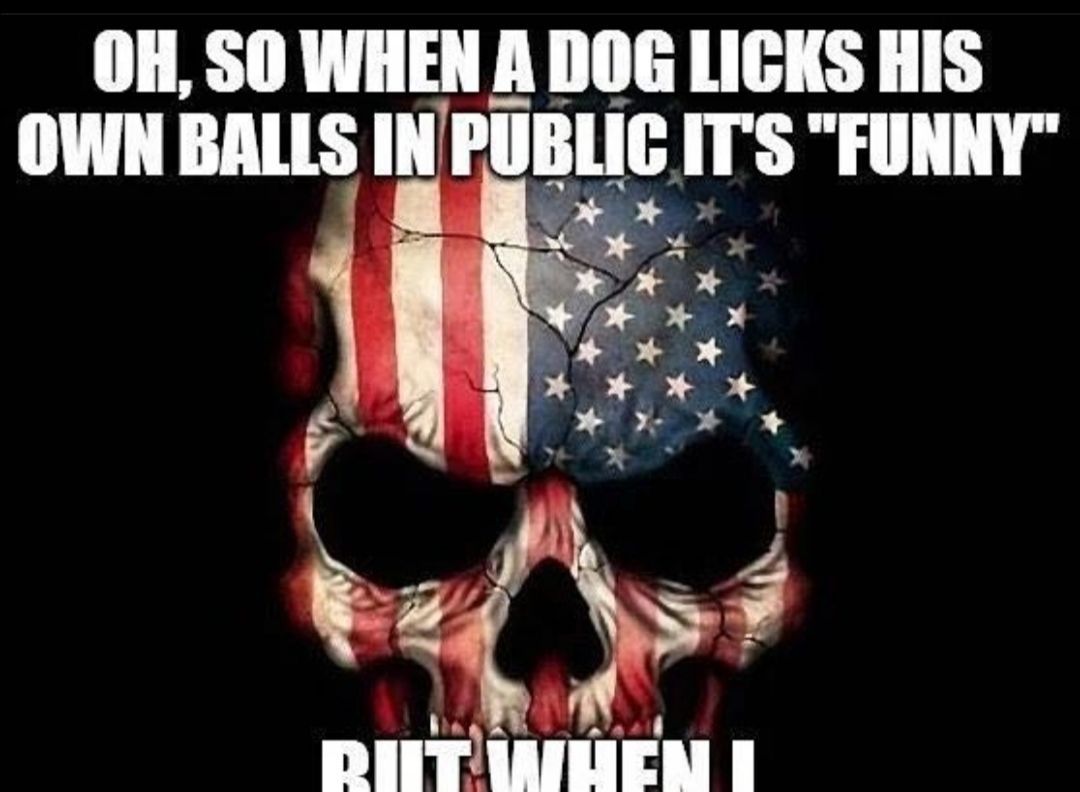 OH, SO WHEN A DOG LICKS HIS
OWN BALLS IN PUBLIC IT'S "FUNNY"
BUT WHEN I